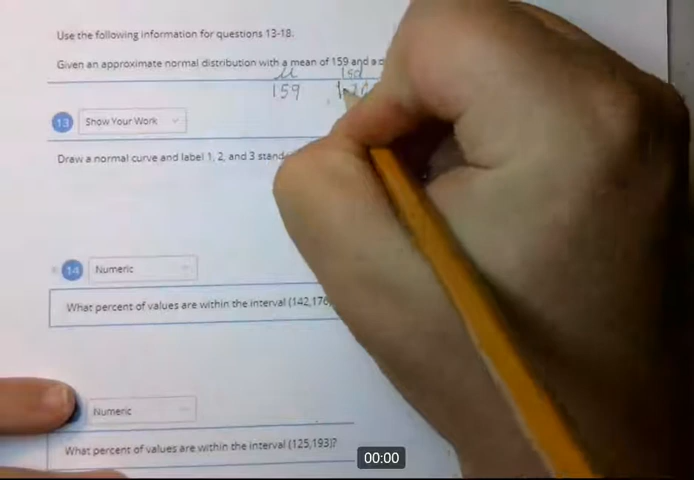 Use the following information for questions 13-18.
Given an approximate normal distribution with a mean of 159 and a
μ 1sd
159
13 Show Your Work
Draw a normal curve and label 1, 2, and 3
14 Numeric
What percent of values are within the interval (142,176
Numeric
What percent of values are within the interval (125,193)?
00:00